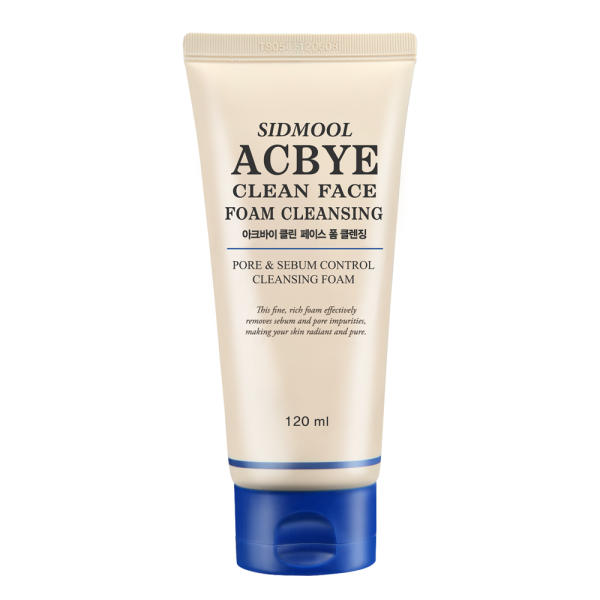 SIDMOOL
ACBYE
CLEAN FACE
FOAM CLEANSING
아크바이 클린 페이스 폼 클렌징
PORE & SEBUM CONTROL
CLEANSING FOAM
This fine, rich foam effectively
removes sebum and pore impurities,
making your skin radiant and pure.
120 ml